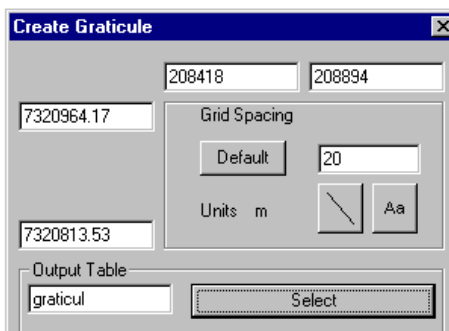 Create Graticule
208418 208894
7320964.17
Grid Spacing
Default 20
Units m Aa
7320813.53
Output Table
graticul Select